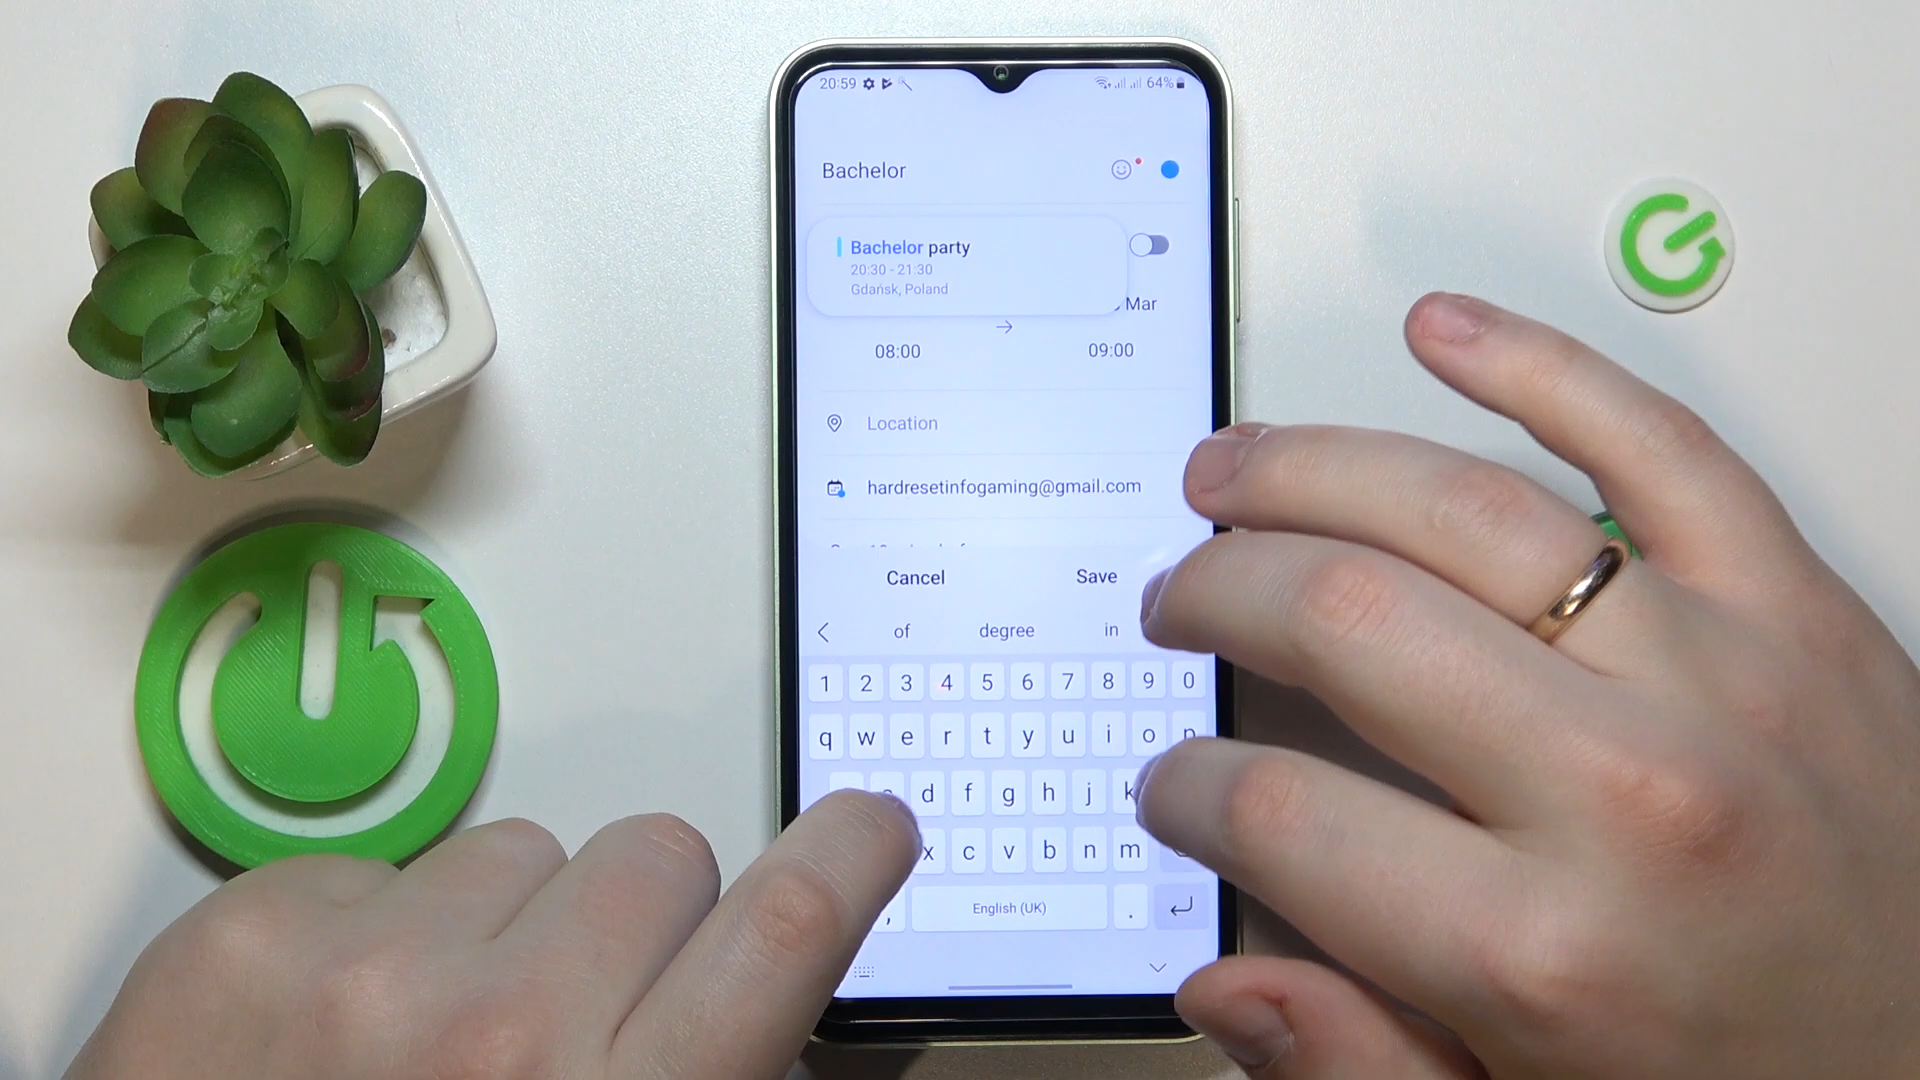 20:59 64%
Bachelor
Bachelor party
20:30 - 21:30
Gdańsk, Poland
Mar
08:00 09:00
Location
hardresetinfogaming@gmail.com
Cancel Save
of degree in
1 2 3 4 5 6 7 8 9 0
q w e r t y u i o p
d f g h j k
x c v b n m
, English (UK) .